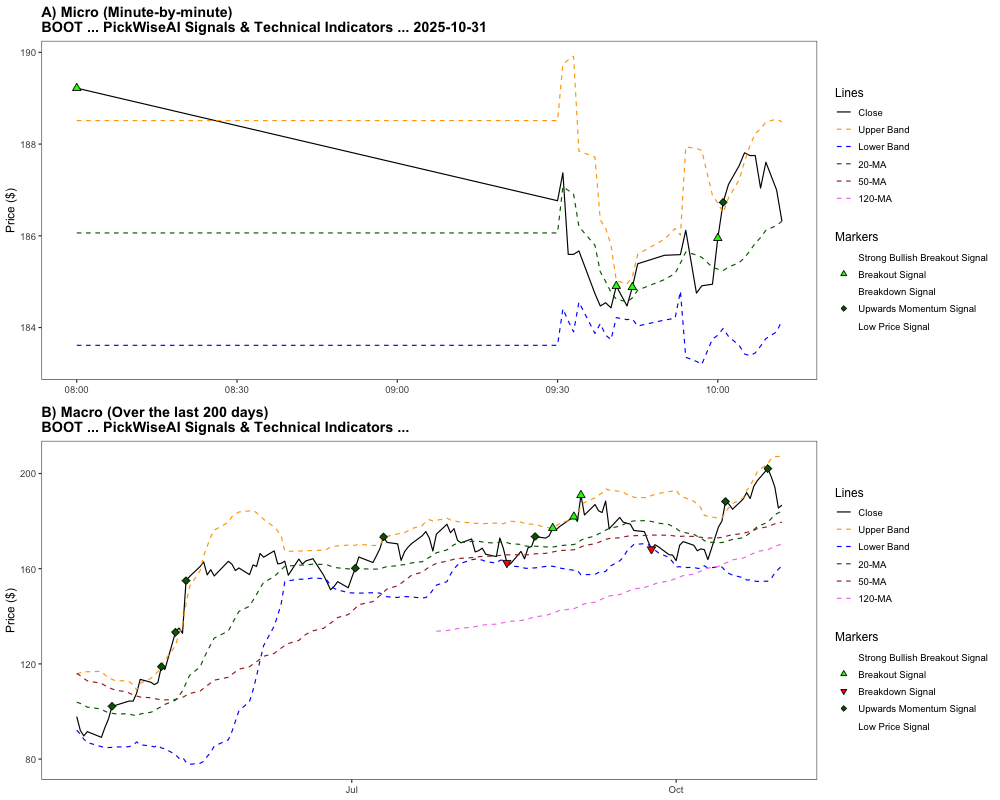 A) Micro (Minute-by-minute)
BOOT ... PickWiseAI Signals & Technical Indicators ... 2025-10-31
Price ($)
190
188
186
184
08:00
08:30
09:00
09:30
10:00
Lines
Close
Upper Band
Lower Band
20-MA
50-MA
120-MA
Markers
Strong Bullish Breakout Signal
Breakout Signal
Breakdown Signal
Upwards Momentum Signal
Low Price Signal
B) Macro (Over the last 200 days)
BOOT ... PickWiseAI Signals & Technical Indicators ...
Price ($)
200
160
120
80
Jul
Oct
Lines
Close
Upper Band
Lower Band
20-MA
50-MA
120-MA
Markers
Strong Bullish Breakout Signal
Breakout Signal
Breakdown Signal
Upwards Momentum Signal
Low Price Signal